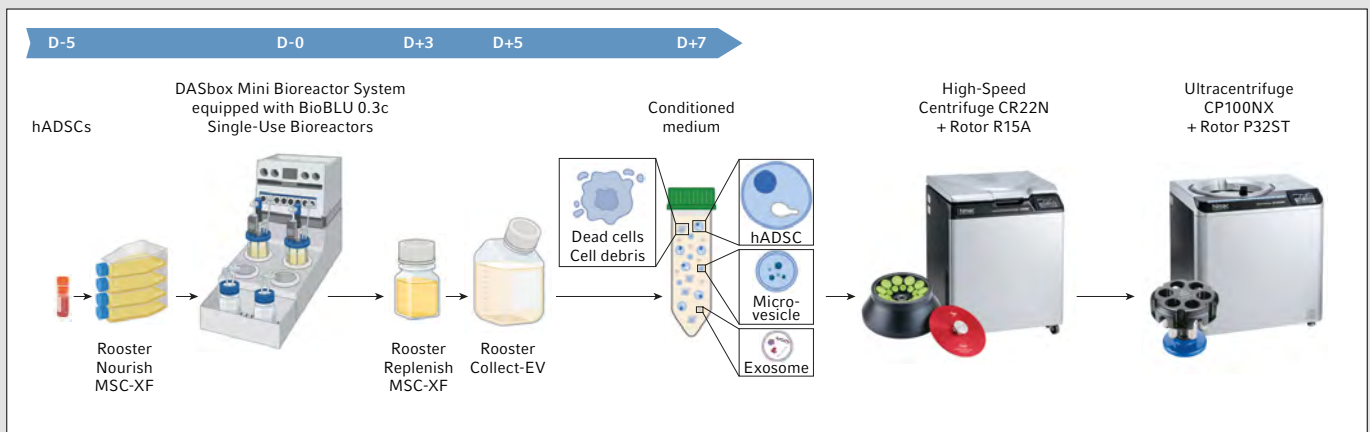 D-5
D-0
D+3
D+5
D+7
hADSCs
DASbox Mini Bioreactor System
equipped with BioBLU 0.3c
Single-Use Bioreactors
Conditioned
medium
High-Speed
Centrifuge CR22N
+ Rotor R15A
Ultracentrifuge
CP100NX
+ Rotor P32ST
Dead cells
Cell debris
hADSC
Micro-
vesicle
Exosome
Rooster
Nourish
MSC-XF
Rooster
Replenish
MSC-XF
Rooster
Collect-EV
himac
himac